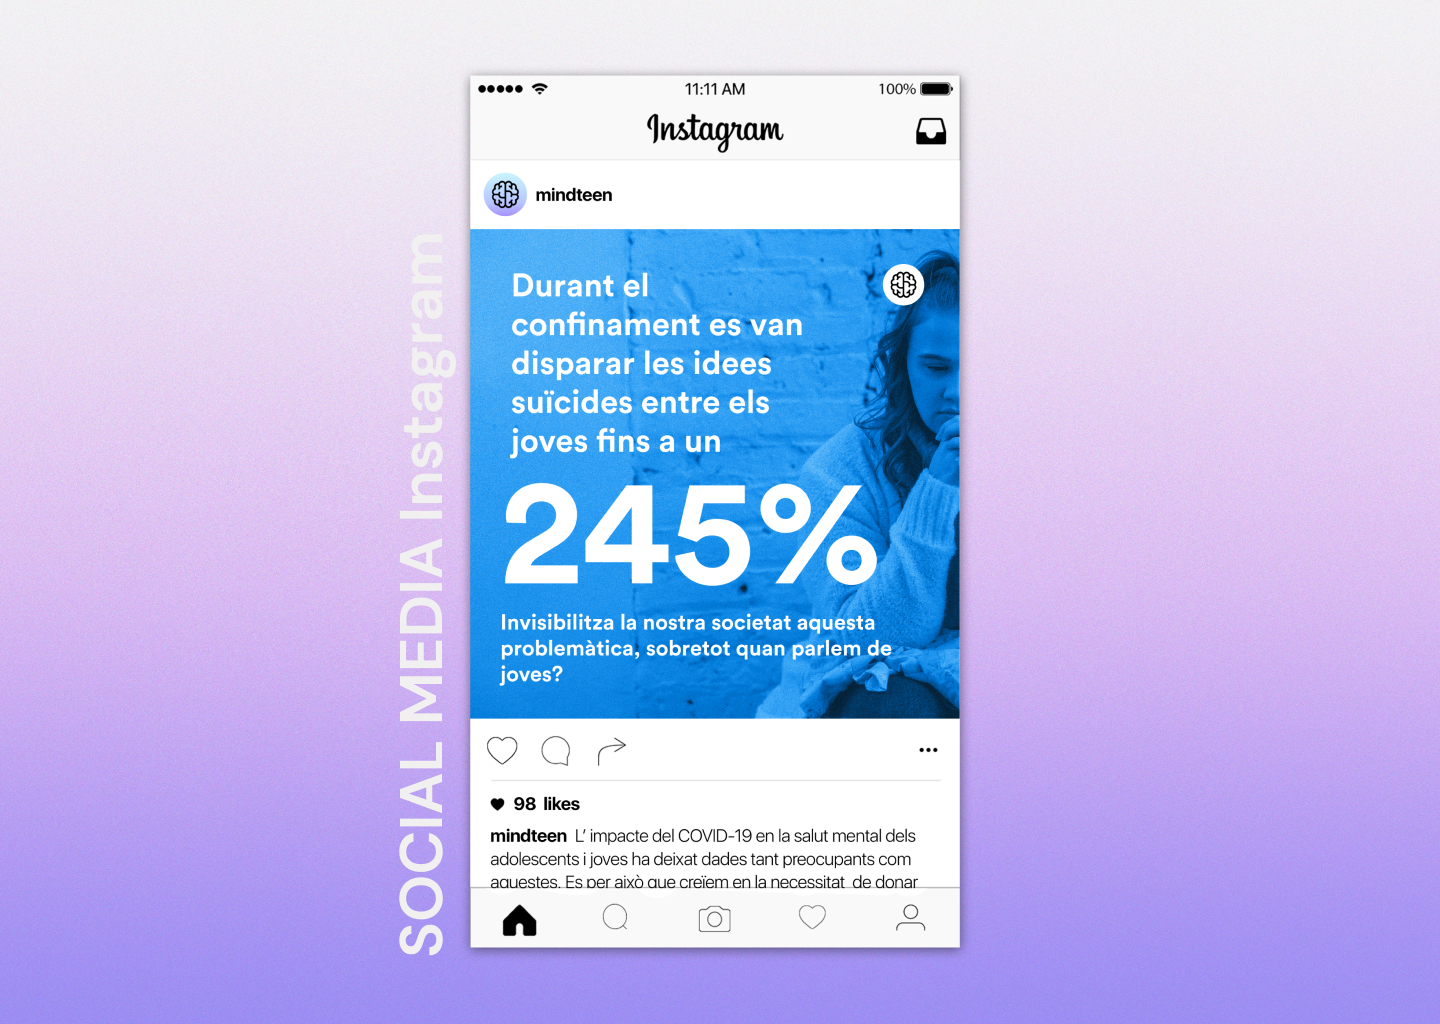 11:11 AM
100%
Instagram
mindteen
Durant el
confinament es van
disparar les idees
suïcides entre els
joves fins a un
245%
Invisibilitza la nostra societat aquesta
problemàtica, sobretot quan parlem de
joves?
98 likes
mindteen L' impacte del COVID-19 en la salut mental dels
adolescents i joves ha deixat dades tant preocupants com
aquestes. Es per això que creïem en la necessitat de donar
SOCIAL MEDIA Instagram